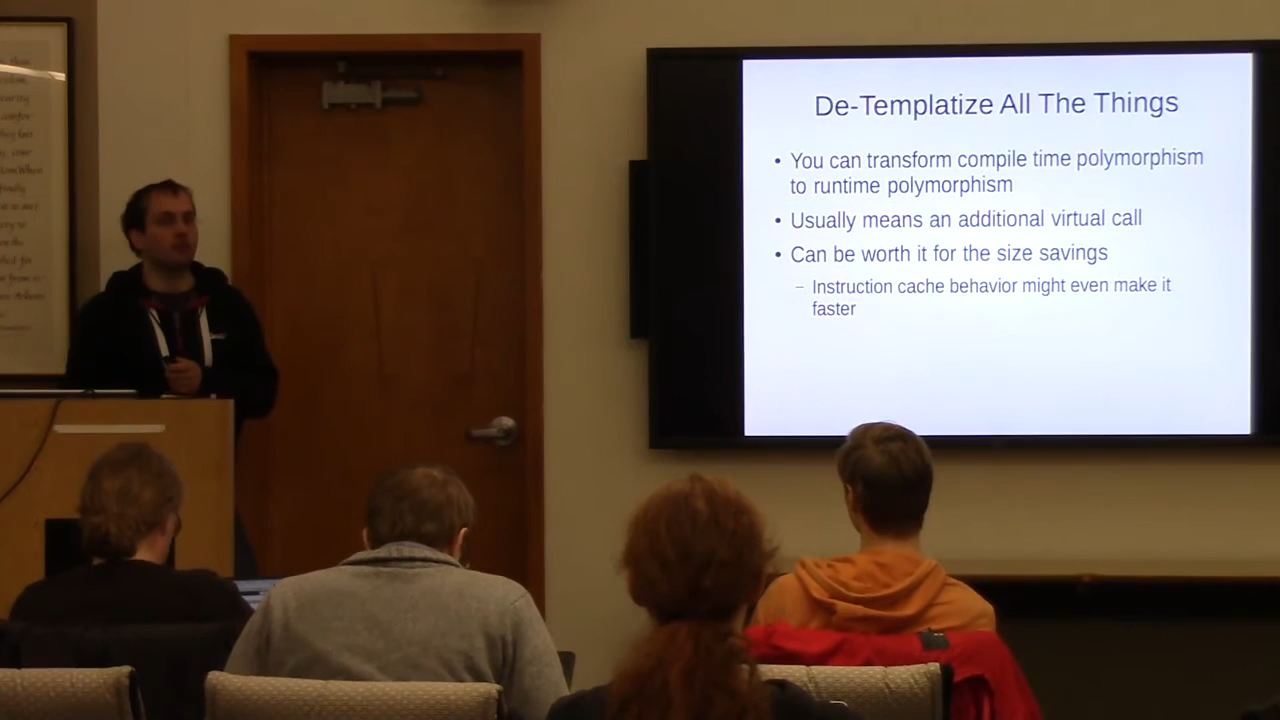 De-Templatize All The Things
• You can transform compile time polymorphism
to runtime polymorphism
• Usually means an additional virtual call
• Can be worth it for the size savings
– Instruction cache behavior might even make it
faster